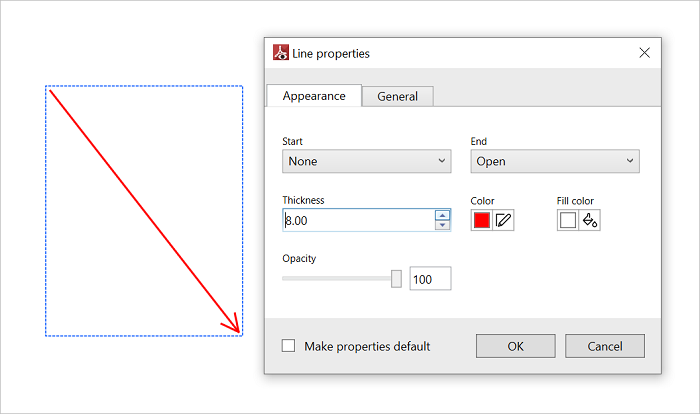 Line properties
Appearance General
Start End
None Open
Thickness Color Fill color
8.00
Opacity
100
Make properties default OK Cancel